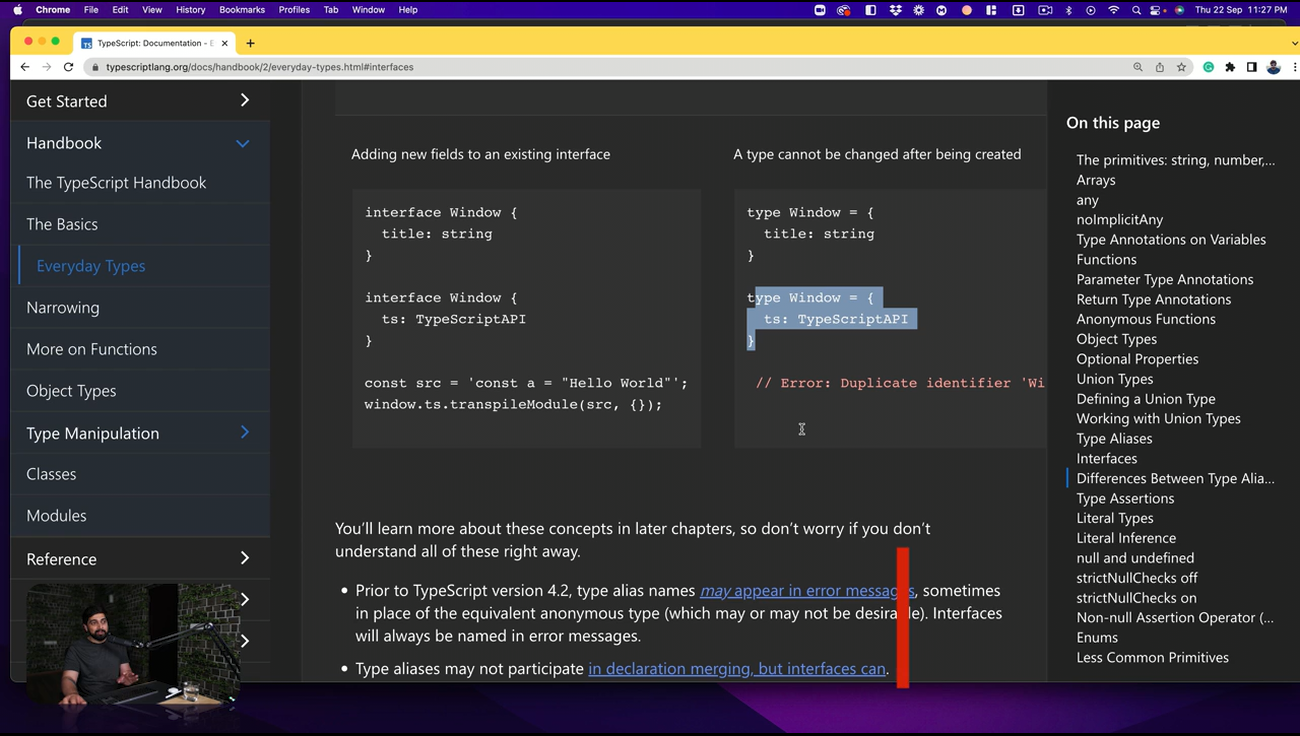 Chrome File Edit View History Bookmarks Profiles Tab Window Help Thu 22 Sep 11:27 PM
TypeScript: Documentation - E
typescriptlang.org/docs/handbook/2/everyday-types.html#interfaces
Get Started
Handbook
The TypeScript Handbook
The Basics
Everyday Types
Narrowing
More on Functions
Object Types
Type Manipulation
Classes
Modules
Reference
Adding new fields to an existing interface
interface Window {
title: string
}
interface Window {
ts: TypeScriptAPI
}
const src = 'const a = "Hello World"';
window.ts.transpileModule(src, {});
A type cannot be changed after being created
type Window = {
title: string
}
type Window = {
ts: TypeScriptAPI
}
// Error: Duplicate identifier 'Wi
You'll learn more about these concepts in later chapters, so don't worry if you don't
understand all of these right away.
• Prior to TypeScript version 4.2, type alias names may appear in error messages, sometimes
in place of the equivalent anonymous type (which may or may not be desirable). Interfaces
will always be named in error messages.
• Type aliases may not participate in declaration merging, but interfaces can.
On this page
The primitives: string, number,...
Arrays
any
noImplicitAny
Type Annotations on Variables
Functions
Parameter Type Annotations
Return Type Annotations
Anonymous Functions
Object Types
Optional Properties
Union Types
Defining a Union Type
Working with Union Types
Type Aliases
Interfaces
Differences Between Type Alia...
Type Assertions
Literal Types
Literal Inference
null and undefined
strictNullChecks off
strictNullChecks on
Non-null Assertion Operator (...
Enums
Less Common Primitives